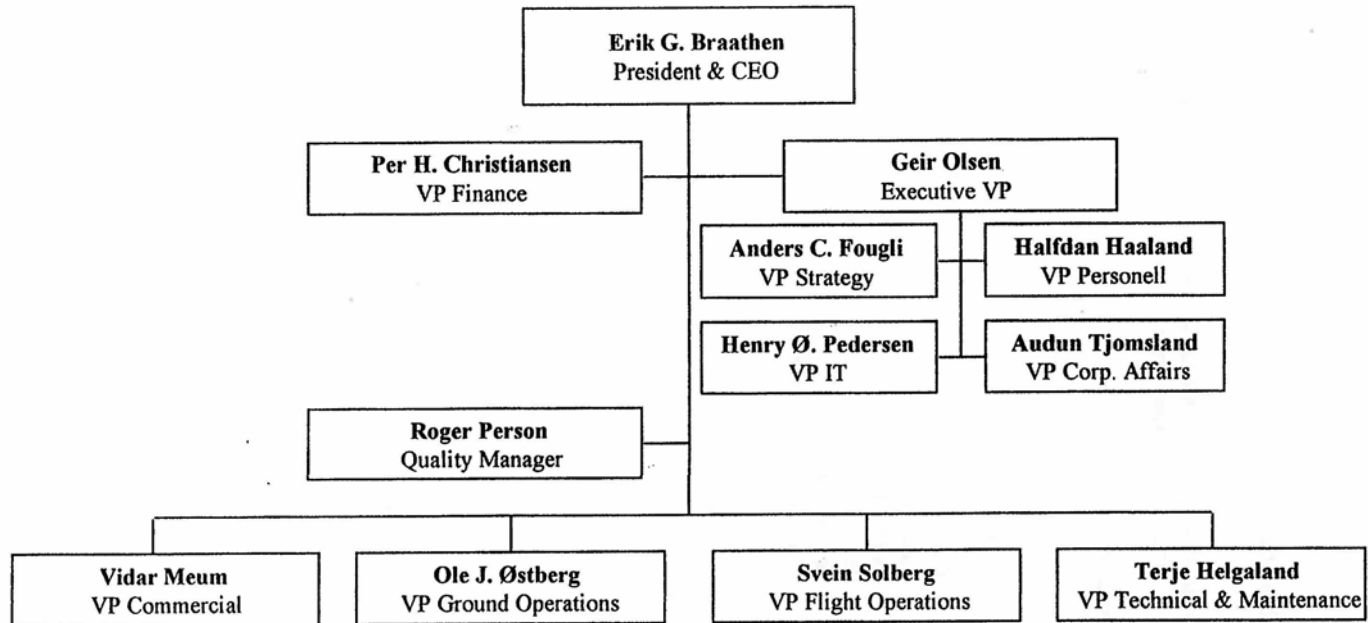 Erik G. Braathen
President & CEO
Per H. Christiansen
VP Finance
Geir Olsen
Executive VP
Anders C. Fougli
VP Strategy
Halfdan Haaland
VP Personell
Henry Ø. Pedersen
VP IT
Audun Tjomsland
VP Corp. Affairs
Roger Person
Quality Manager
Vidar Meum
VP Commercial
Ole J. Østberg
VP Ground Operations
Svein Solberg
VP Flight Operations
Terje Helgaland
VP Technical & Maintenance